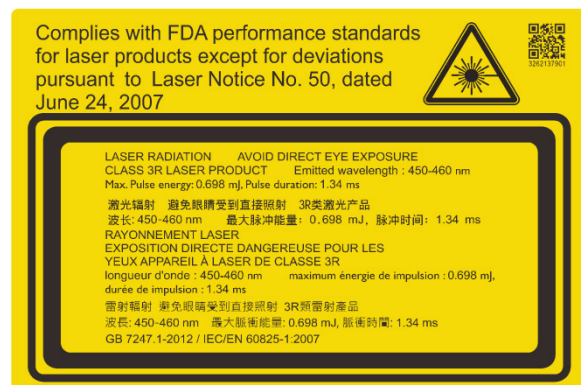 Complies with FDA performance standards
for laser products except for deviations
pursuant to Laser Notice No. 50, dated
June 24, 2007
3262137901
LASER RADIATION AVOID DIRECT EYE EXPOSURE
CLASS 3R LASER PRODUCT Emitted wavelength : 450-460 nm
Max. Pulse energy: 0.698 mJ, Pulse duration: 1.34 ms
激光辐射 避免眼睛受到直接照射 3R类激光产品
波长: 450-460 nm 最大脉冲能量: 0.698 mJ, 脉冲时间: 1.34 ms
RAYONNEMENT LASER
EXPOSITION DIRECTE DANGEREUSE POUR LES
YEUX APPAREIL À LASER DE CLASSE 3R
longueur d'onde : 450-460 nm maximum énergie de impulsion : 0.698 mJ,
durée de impulsion : 1.34 ms
雷射輻射 避免眼睛受到直接照射 3R類雷射產品
波長: 450-460 nm 最大脈衝能量: 0.698 mJ, 脈衝時間: 1.34 ms
GB 7247.1-2012 / IEC/EN 60825-1:2007